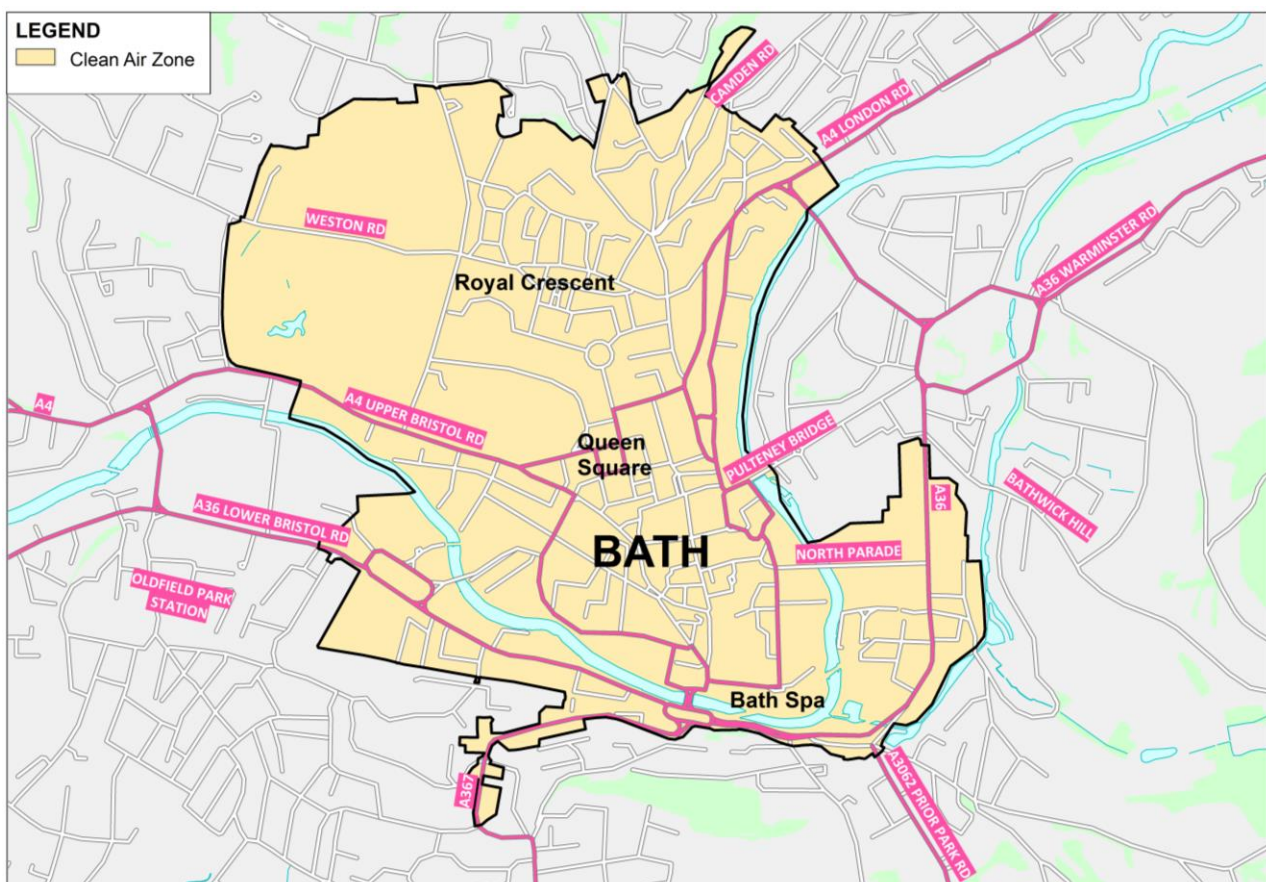 LEGEND
Clean Air Zone
CAMDEN RD
A4 LONDON RD
WESTON RD
A36 WARMINSTER RD
Royal Crescent
A4
A4 UPPER BRISTOL RD
Queen
Square
PULTENEY BRIDGE
A36 LOWER BRISTOL RD
A36
BATHWICK HILL
BATH
NORTH PARADE
OLDFIELD PARK
STATION
Bath Spa
A367
A3062 PRIOR PARK RD